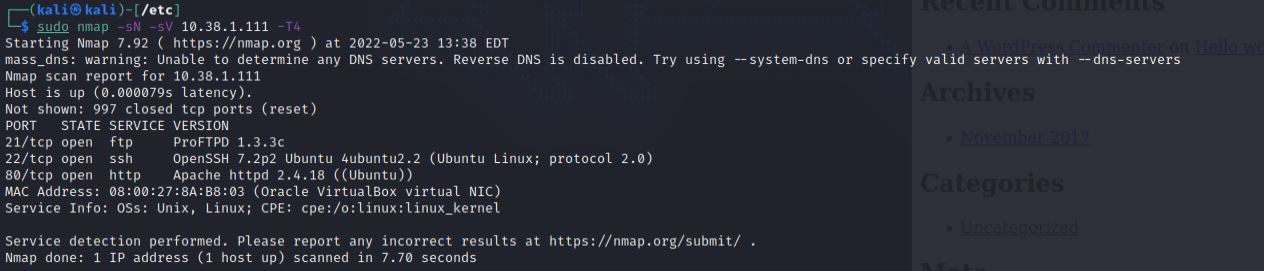 ┌──(kali㉿kali)-[/etc]
└─$ sudo nmap -sN -sV 10.38.1.111 -T4
Starting Nmap 7.92 ( https://nmap.org ) at 2022-05-23 13:38 EDT
mass_dns: warning: Unable to determine any DNS servers. Reverse DNS is disabled. Try using --system-dns or specify valid servers with --dns-servers
Nmap scan report for 10.38.1.111
Host is up (0.000079s latency).
Not shown: 997 closed tcp ports (reset)
PORT   STATE SERVICE VERSION
21/tcp open  ftp     ProFTPD 1.3.3c
22/tcp open  ssh     OpenSSH 7.2p2 Ubuntu 4ubuntu2.2 (Ubuntu Linux; protocol 2.0)
80/tcp open  http    Apache httpd 2.4.18 ((Ubuntu))
MAC Address: 08:00:27:8A:B8:03 (Oracle VirtualBox virtual NIC)
Service Info: OSs: Unix, Linux; CPE: cpe:/o:linux:linux_kernel

Service detection performed. Please report any incorrect results at https://nmap.org/submit/ .
Nmap done: 1 IP address (1 host up) scanned in 7.70 seconds
Recent Comments
A WordPress Commenter on Hello
Archives
November 2017
Categories
Uncategorized